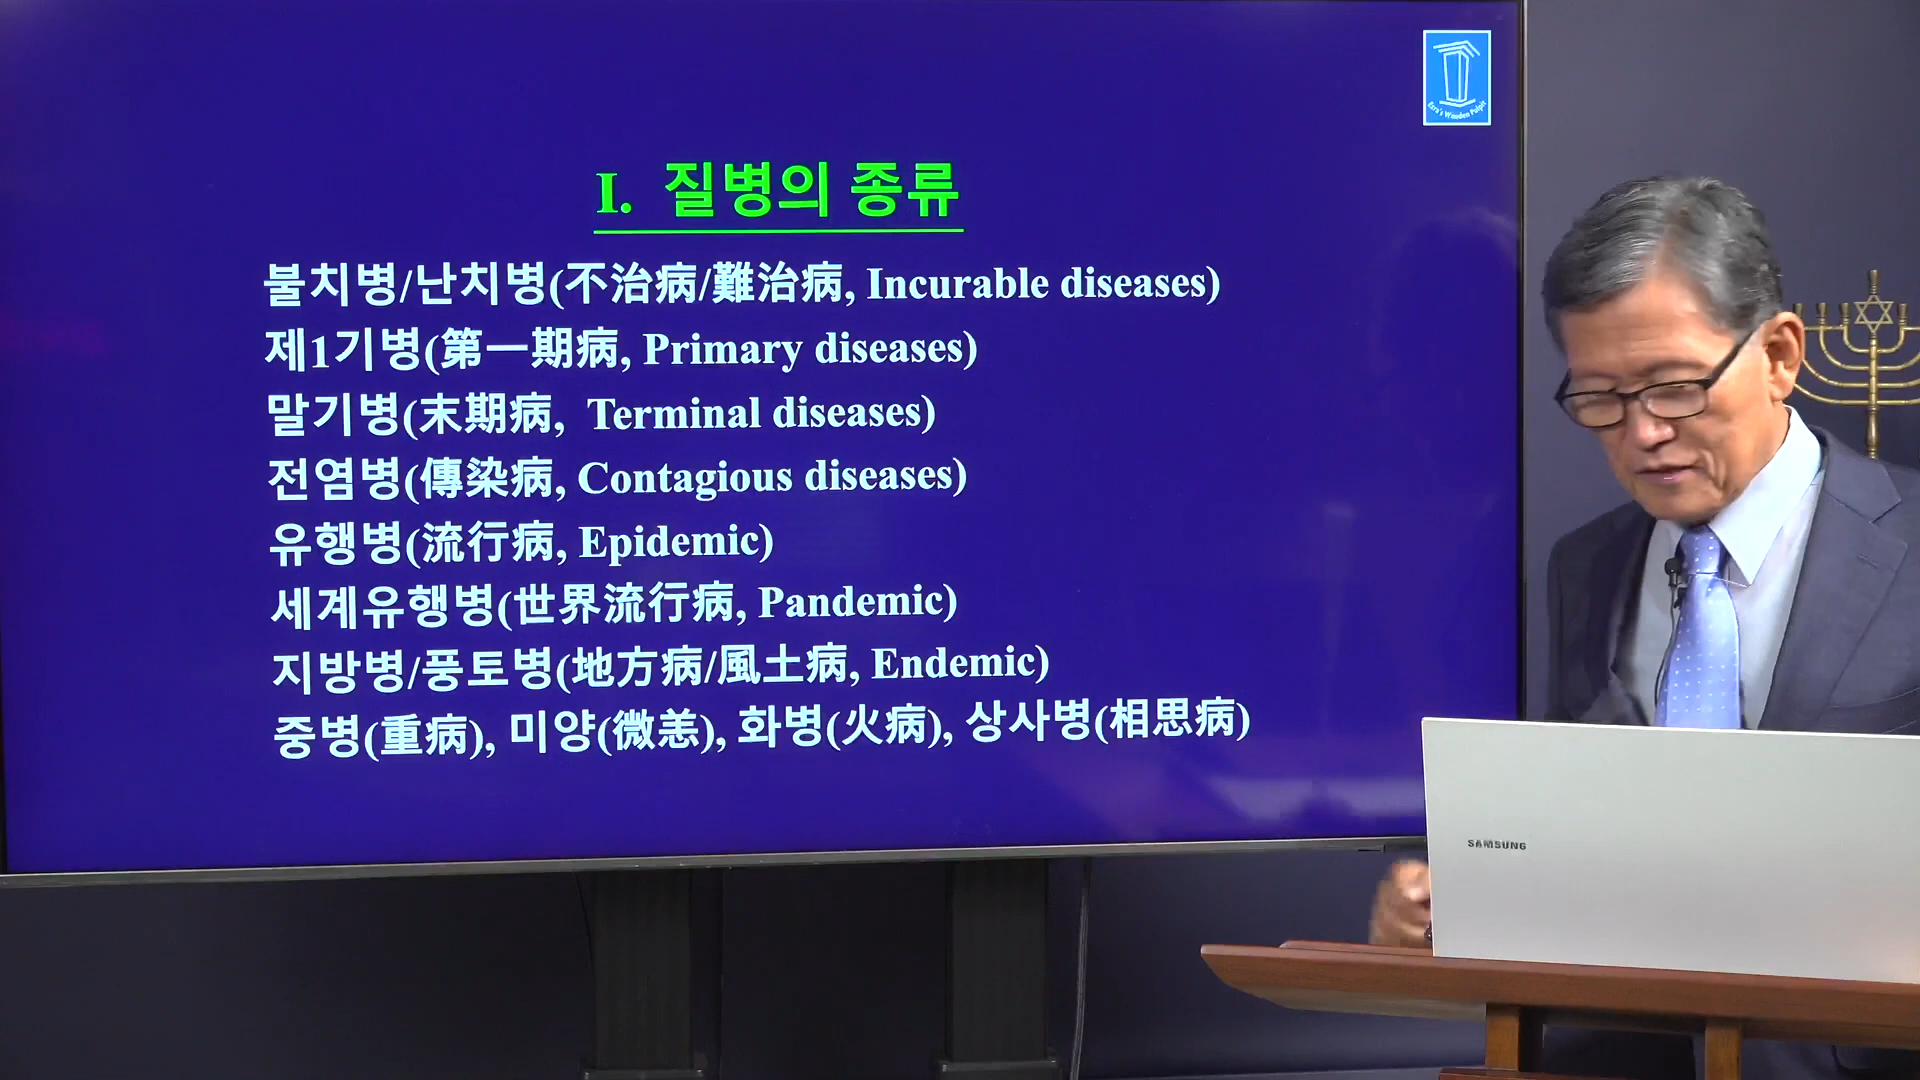 Ezra's Wooden Pulpit
I. 질병의 종류
불치병/난치병(不治病/難治病, Incurable diseases)
제1기병(第一期病, Primary diseases)
말기병(末期病, Terminal diseases)
전염병(傳染病, Contagious diseases)
유행병(流行病, Epidemic)
세계유행병(世界流行病, Pandemic)
지방병/풍토병(地方病/風土病, Endemic)
중병(重病), 미양(微恙), 화병(火病), 상사병(相思病)
SAMSUNG